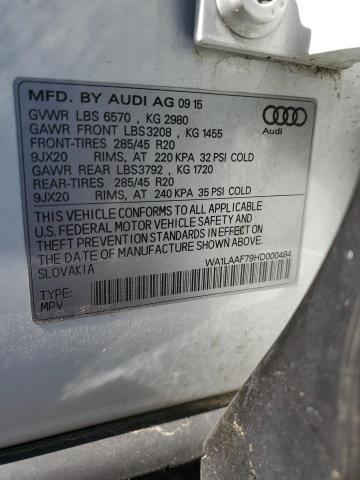 MFD. BY AUDI AG 09 15
GVWR LBS 6570 , KG 2980
GAWR FRONT LBS3208 , KG 1455
FRONT-TIRES 285/45 R20
9JX20 RIMS, AT 220 KPA 32 PSI COLD
GAWR REAR LBS3792 , KG 1720
REAR-TIRES 285/45 R20
9JX20 RIMS, AT 240 KPA 35 PSI COLD
Audi
THIS VEHICLE CONFORMS TO ALL APPLICABLE
U.S. FEDERAL MOTOR VEHICLE SAFETY AND
THEFT PREVENTION STANDARDS IN EFFECT ON
THE DATE OF MANUFACTURE SHOWN ABOVE.
SLOVAKIA
WA1LAAF79HD000484
TYPE:
MPV